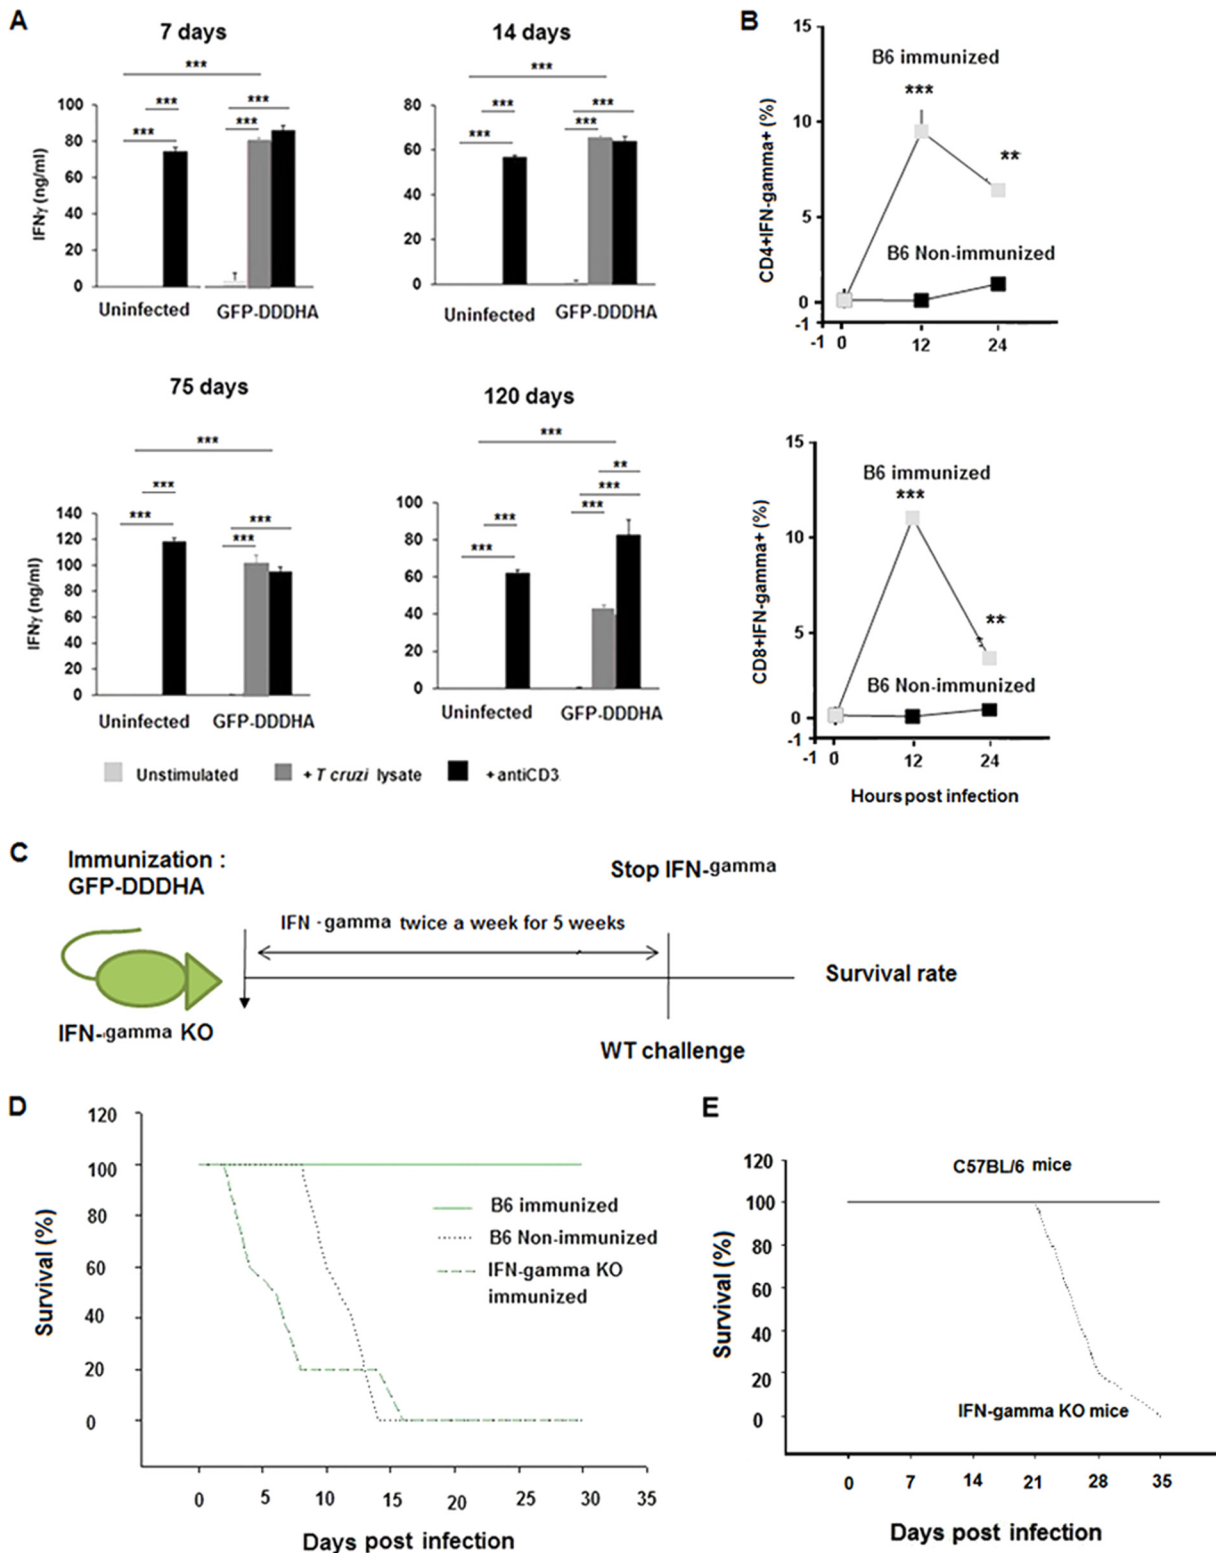 A
7 days
***
***
***
***
***
100
80
60
40
20
0
IFNγ (ng/ml)
Uninfected
GFP-DDDHA
14 days
***
***
***
***
***
80
60
40
20
0
Uninfected
GFP-DDDHA
75 days
***
***
***
***
***
140
120
100
80
60
40
20
0
IFNγ (ng/ml)
Uninfected
GFP-DDDHA
120 days
***
**
***
***
***
***
100
80
60
40
20
0
Uninfected
GFP-DDDHA
Unstimulated
+ T cruzi lysate
+ antiCD3
B
15
10
5
0
-1
CD4+IFN-gamma+ (%)
B6 immunized
***
**
B6 Non-immunized
-1 0 12 24
15
10
5
0
-1
CD8+IFN-gamma+ (%)
B6 immunized
***
**
B6 Non-immunized
-1 0 12 24
Hours post infection
C
Immunization :
GFP-DDDHA
Stop IFN-gamma
IFN - gamma twice a week for 5 weeks
Survival rate
IFN-gamma KO
WT challenge
D
120
100
80
60
40
20
0
Survival (%)
B6 immunized
B6 Non-immunized
IFN-gamma KO
immunized
0 5 10 15 20 25 30 35
Days post infection
E
120
100
80
60
40
20
0
Survival (%)
C57BL/6 mice
IFN-gamma KO mice
0 7 14 21 28 35
Days post infection